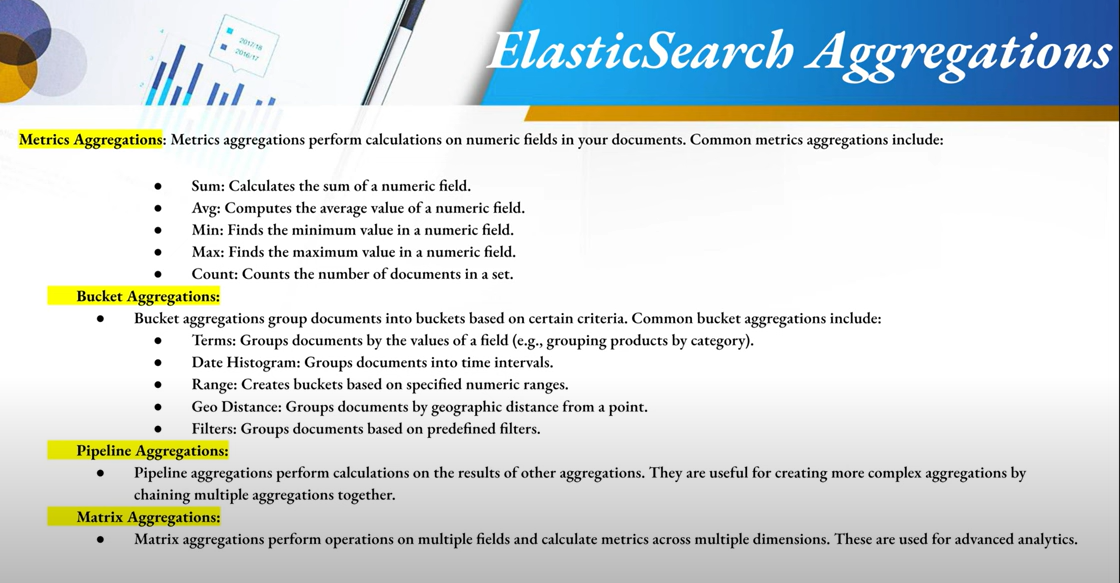 ElasticSearch Aggregations
2017/18
2016/17
Metrics Aggregations: Metrics aggregations perform calculations on numeric fields in your documents. Common metrics aggregations include:
● Sum: Calculates the sum of a numeric field.
● Avg: Computes the average value of a numeric field.
● Min: Finds the minimum value in a numeric field.
● Max: Finds the maximum value in a numeric field.
● Count: Counts the number of documents in a set.
Bucket Aggregations:
● Bucket aggregations group documents into buckets based on certain criteria. Common bucket aggregations include:
● Terms: Groups documents by the values of a field (e.g., grouping products by category).
● Date Histogram: Groups documents into time intervals.
● Range: Creates buckets based on specified numeric ranges.
● Geo Distance: Groups documents by geographic distance from a point.
● Filters: Groups documents based on predefined filters.
Pipeline Aggregations:
● Pipeline aggregations perform calculations on the results of other aggregations. They are useful for creating more complex aggregations by
chaining multiple aggregations together.
Matrix Aggregations:
● Matrix aggregations perform operations on multiple fields and calculate metrics across multiple dimensions. These are used for advanced analytics.